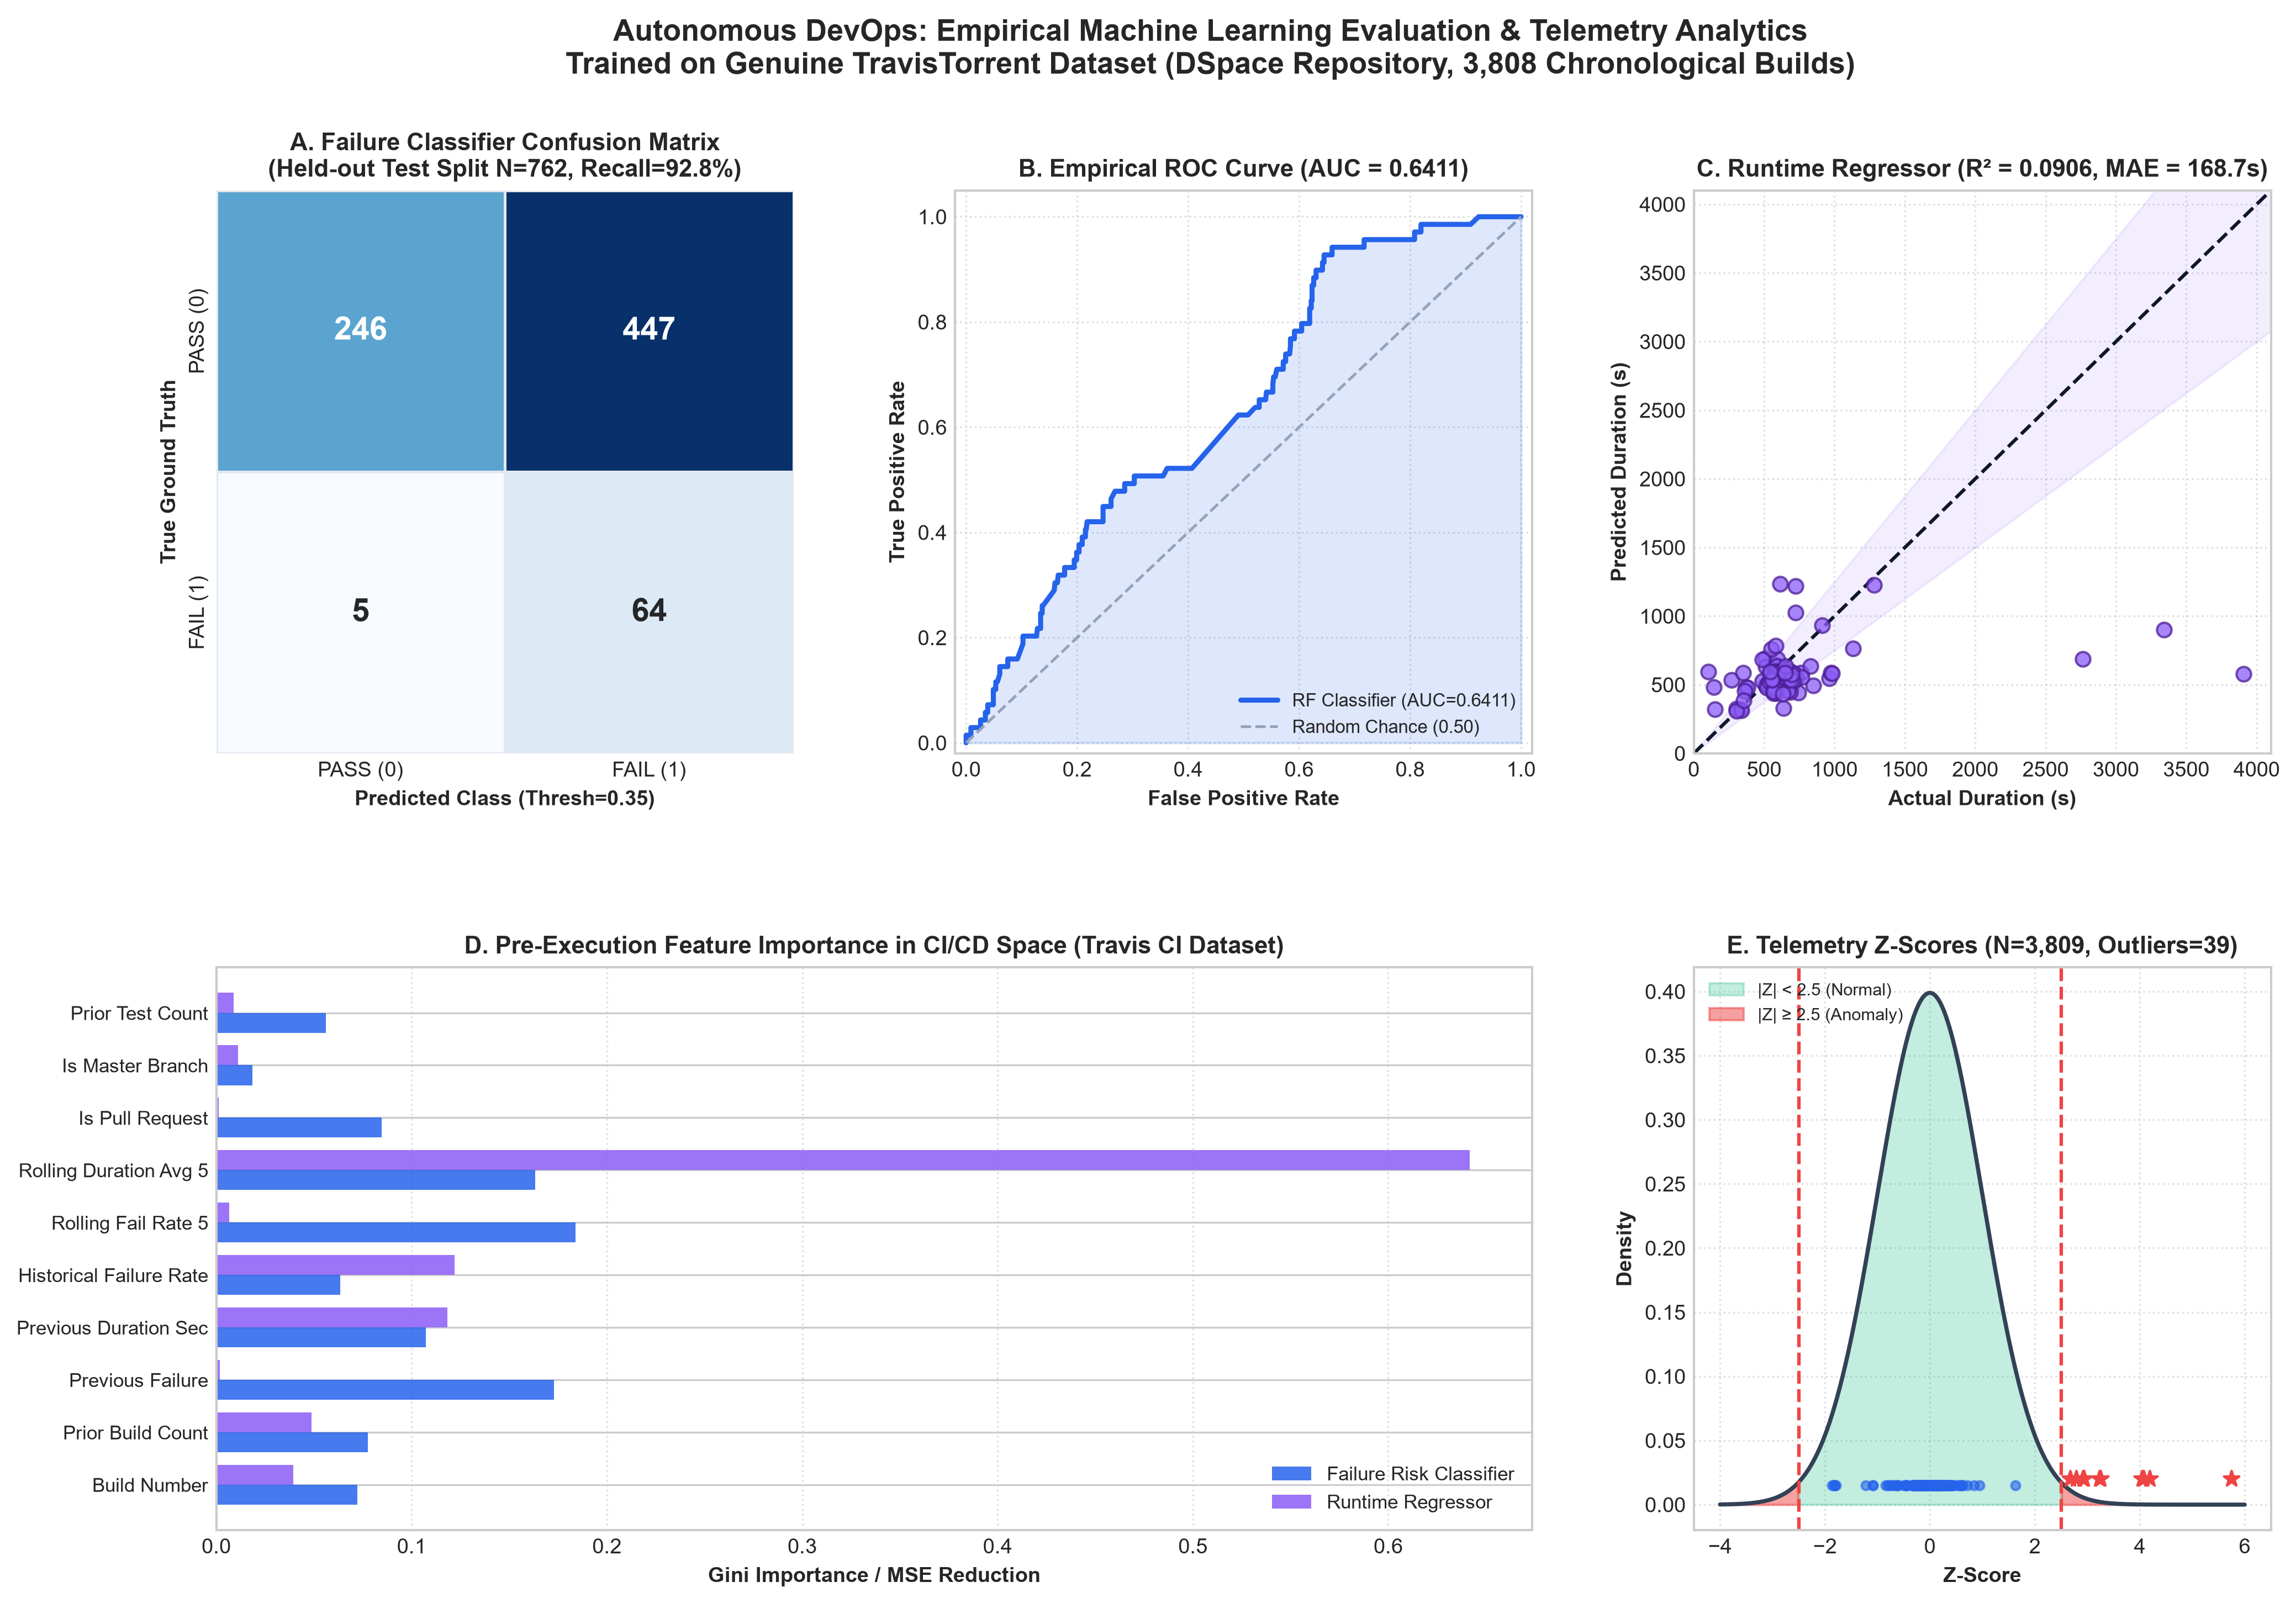 Autonomous DevOps: Empirical Machine Learning Evaluation & Telemetry Analytics
Trained on Genuine TravisTorrent Dataset (DSpace Repository, 3,808 Chronological Builds)
A. Failure Classifier Confusion Matrix
(Held-out Test Split N=762, Recall=92.8%)
True Ground Truth
PASS (0)
FAIL (1)
246
447
5
64
PASS (0)
FAIL (1)
Predicted Class (Thresh=0.35)
B. Empirical ROC Curve (AUC = 0.6411)
True Positive Rate
1.0
0.8
0.6
0.4
0.2
0.0
RF Classifier (AUC=0.6411)
Random Chance (0.50)
0.0 0.2 0.4 0.6 0.8 1.0
False Positive Rate
C. Runtime Regressor (R² = 0.0906, MAE = 168.7s)
Predicted Duration (s)
4000
3500
3000
2500
2000
1500
1000
500
0
0 500 1000 1500 2000 2500 3000 3500 4000
Actual Duration (s)
D. Pre-Execution Feature Importance in CI/CD Space (Travis CI Dataset)
Prior Test Count
Is Master Branch
Is Pull Request
Rolling Duration Avg 5
Rolling Fail Rate 5
Historical Failure Rate
Previous Duration Sec
Previous Failure
Prior Build Count
Build Number
Failure Risk Classifier
Runtime Regressor
0.0 0.1 0.2 0.3 0.4 0.5 0.6
Gini Importance / MSE Reduction
E. Telemetry Z-Scores (N=3,809, Outliers=39)
|Z| < 2.5 (Normal)
|Z| ≥ 2.5 (Anomaly)
Density
0.40
0.35
0.30
0.25
0.20
0.15
0.10
0.05
0.00
−4 −2 0 2 4 6
Z-Score